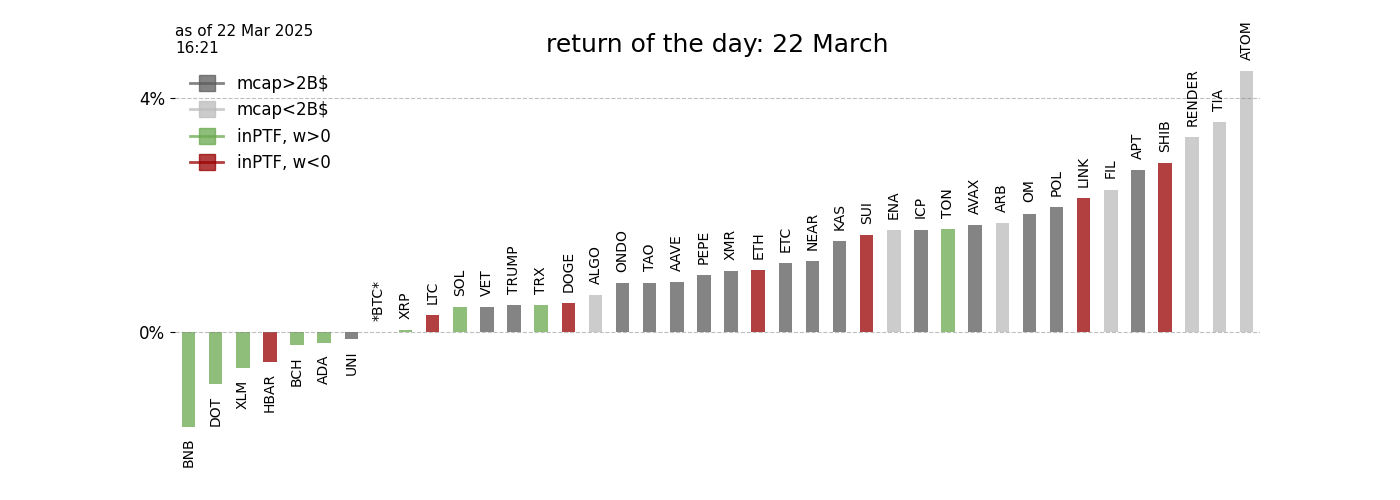 as of 22 Mar 2025
16:21
return of the day: 22 March
mcap>2B$
mcap<2B$
inPTF, w>0
inPTF, w<0
4%
0%
BNB
DOT
XLM
HBAR
BCH
ADA
UNI
*BTC*
XRP
LTC
SOL
VET
TRUMP
TRX
DOGE
ALGO
ONDO
TAO
AAVE
PEPE
XMR
ETH
ETC
NEAR
KAS
SUI
ENA
ICP
TON
AVAX
ARB
OM
POL
LINK
FIL
APT
SHIB
RENDER
TIA
ATOM